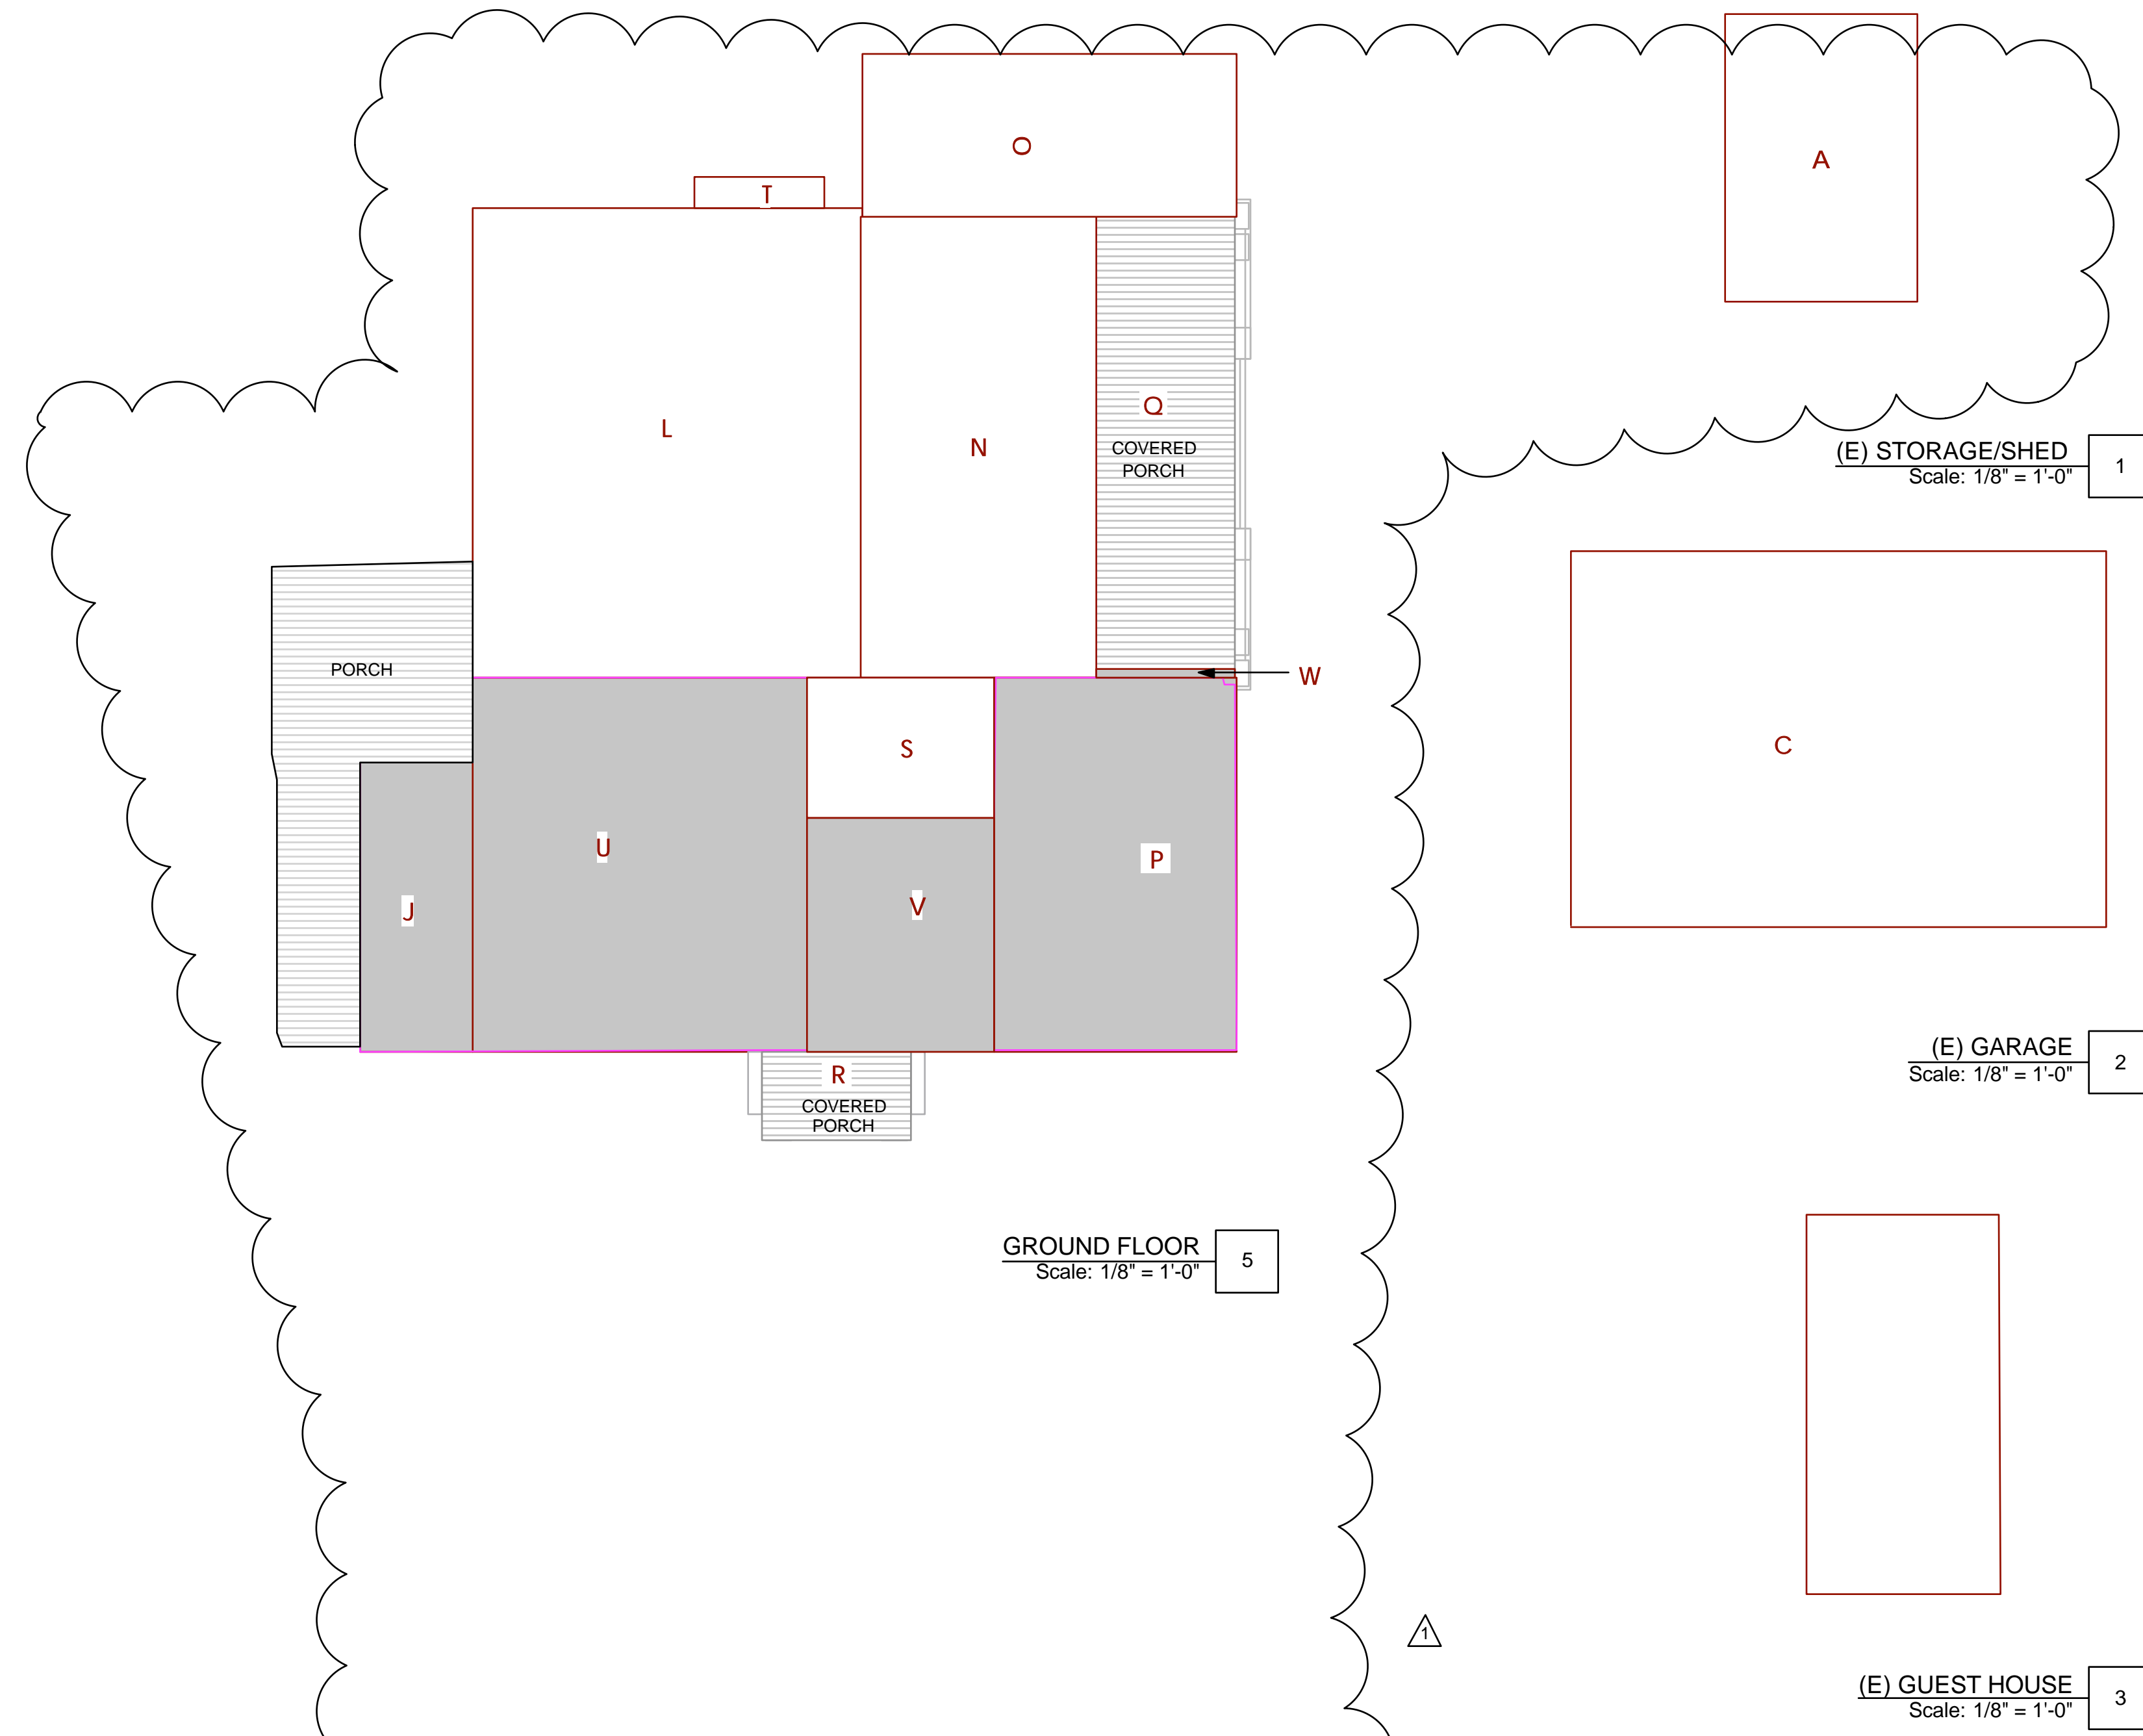 O
A
T
Q
L
N
COVERED
PORCH
(E) STORAGE/SHED
Scale: 1/8" = 1'-0"
1
PORCH
W
S
C
U
P
V
J
(E) GARAGE
Scale: 1/8" = 1'-0"
2
R
COVERED
PORCH
GROUND FLOOR
Scale: 1/8" = 1'-0"
5
1
(E) GUEST HOUSE
Scale: 1/8" = 1'-0"
3